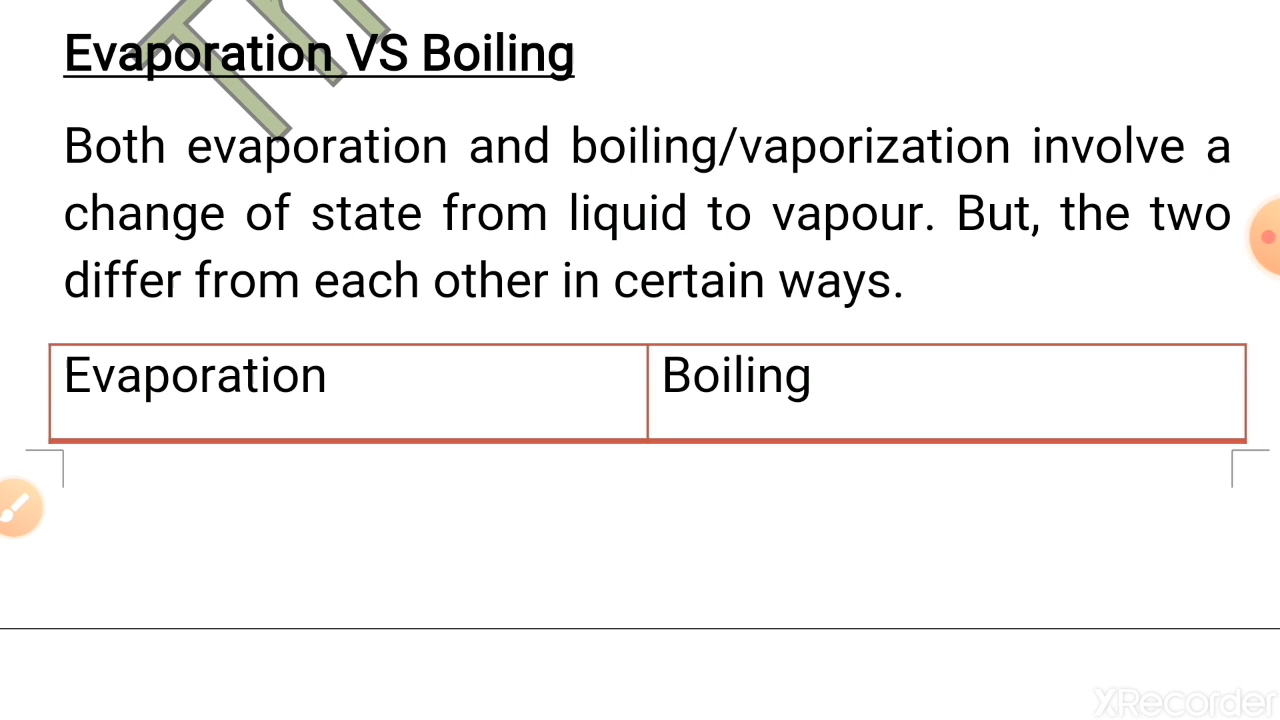 Evaporation VS Boiling
Both evaporation and boiling/vaporization involve a
change of state from liquid to vapour. But, the two
differ from each other in certain ways.
Evaporation
Boiling
XRecorder